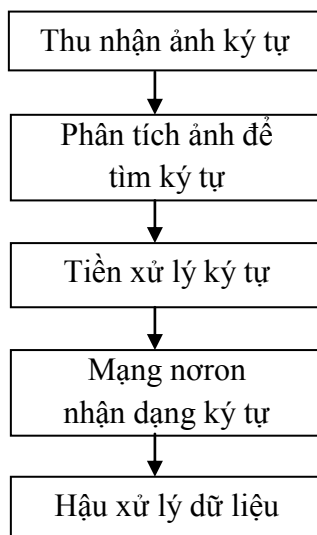 Thu nhận ảnh ký tự
Phân tích ảnh để
tìm ký tự
Tiền xử lý ký tự
Mạng nơron
nhận dạng ký tự
Hậu xử lý dữ liệu